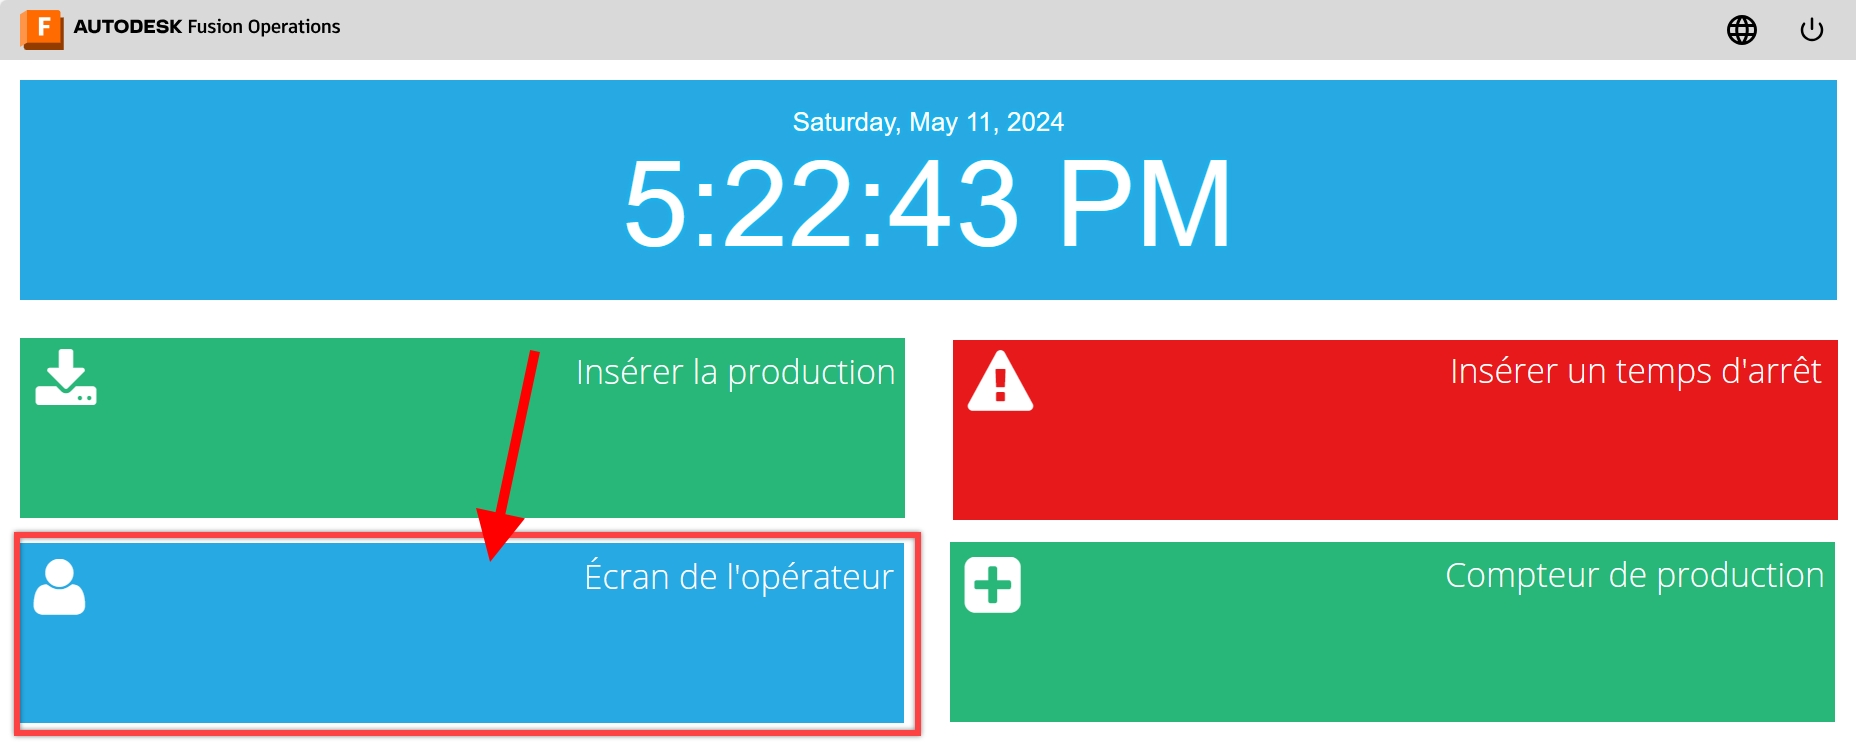 F AUTODESK Fusion Operations
Saturday, May 11, 2024
5:22:43 PM
Insérer la production
Insérer un temps d'arrêt
Écran de l'opérateur
Compteur de production